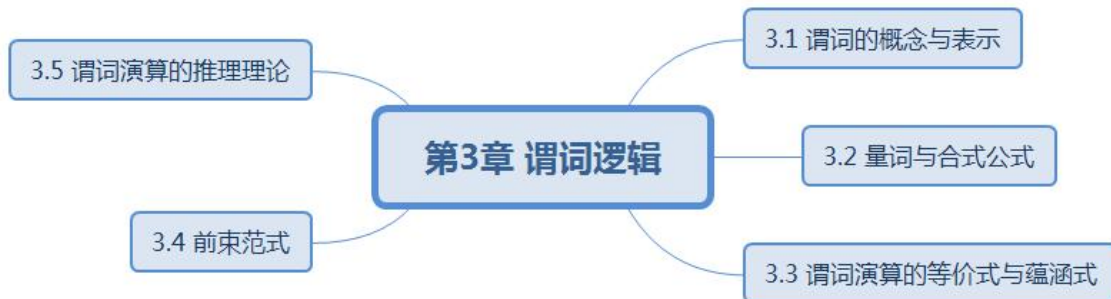 第3章 谓词逻辑
3.1 谓词的概念与表示
3.2 量词与合式公式
3.3 谓词演算的等价式与蕴涵式
3.4 前束范式
3.5 谓词演算的推理理论